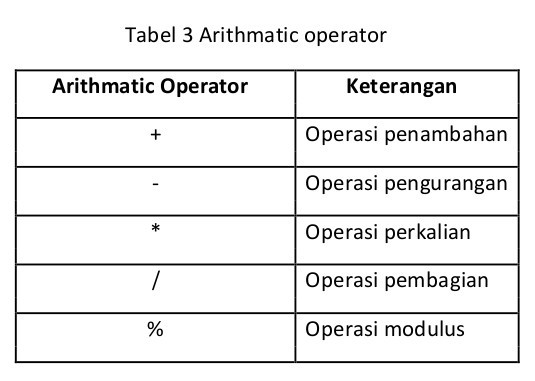 Tabel 3 Arithmatic operator
Arithmatic Operator Keterangan
+ Operasi penambahan
- Operasi pengurangan
* Operasi perkalian
/ Operasi pembagian
% Operasi modulus